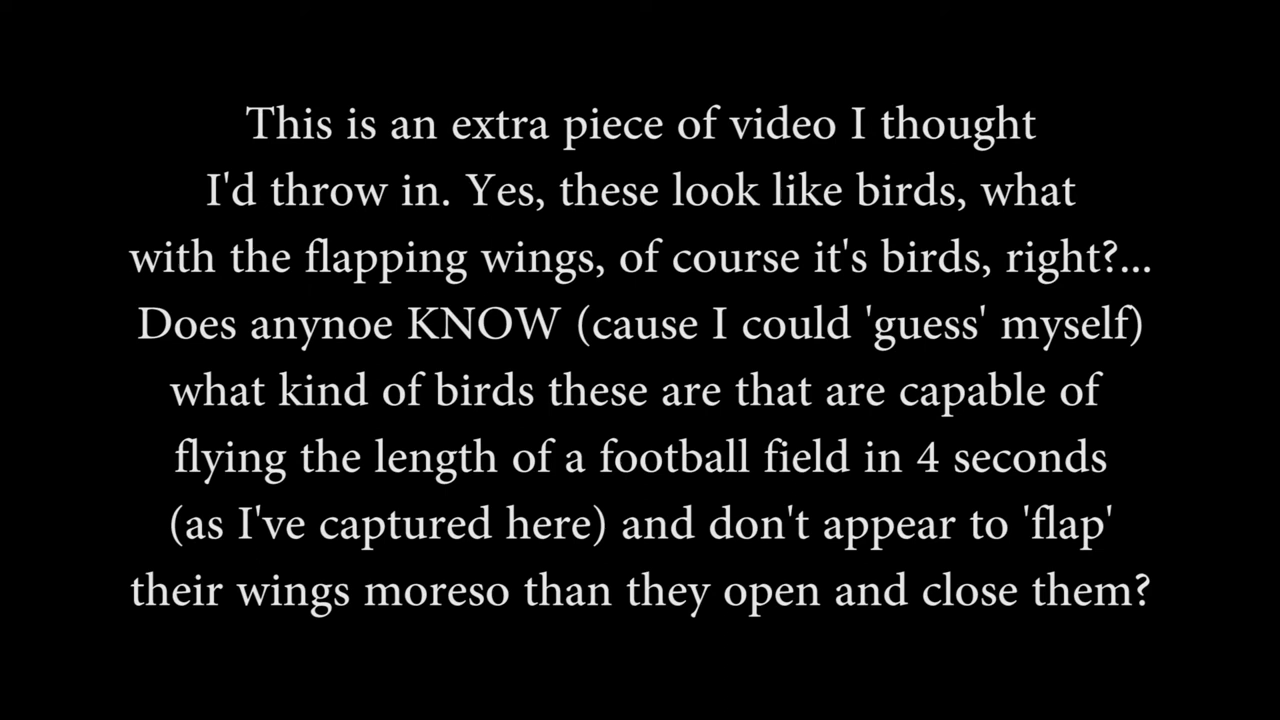 This is an extra piece of video I thought
I'd throw in. Yes, these look like birds, what
with the flapping wings, of course it's birds, right?...
Does anynoe KNOW (cause I could 'guess' myself)
what kind of birds these are that are capable of
flying the length of a football field in 4 seconds
(as I've captured here) and don't appear to 'flap'
their wings moreso than they open and close them?